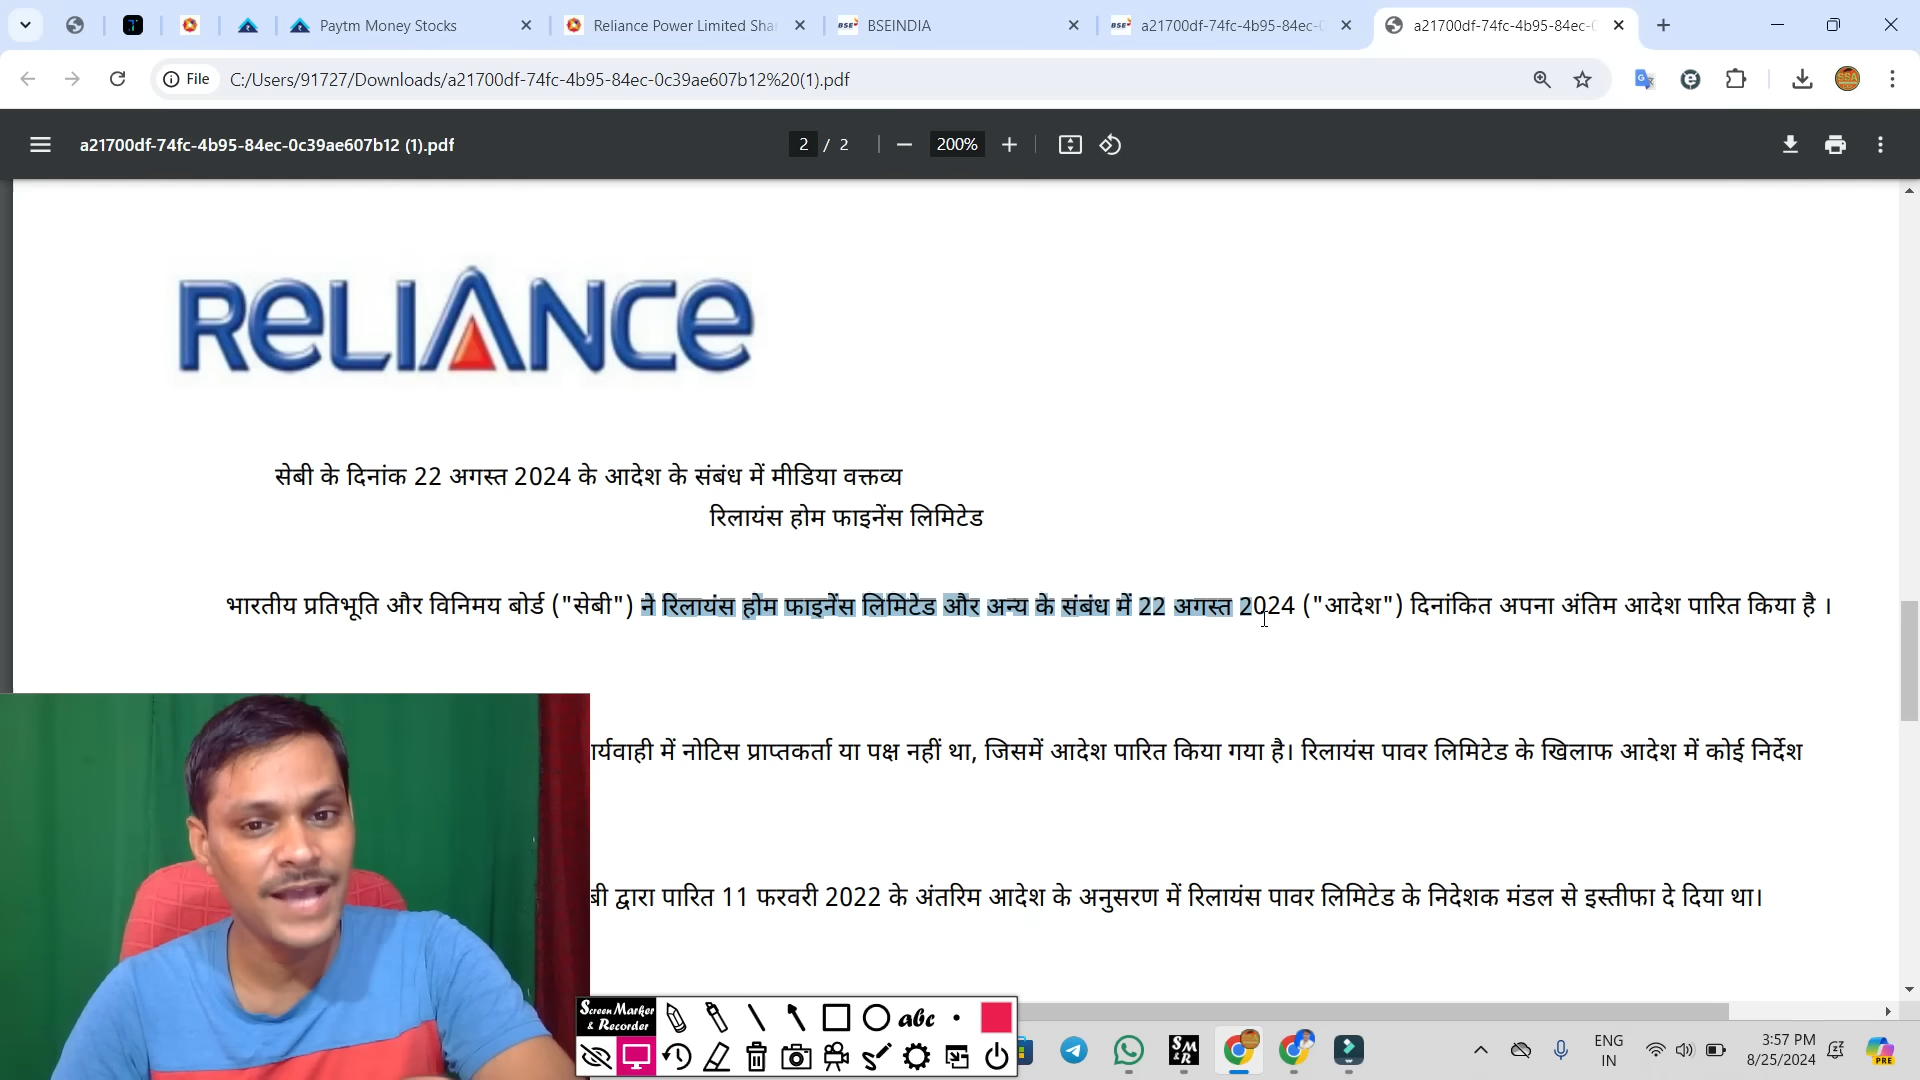 Paytm Money Stocks
Reliance Power Limited Sha
BSEINDIA
a21700df-74fc-4b95-84ec-0
a21700df-74fc-4b95-84ec-0
File
C:/Users/91727/Downloads/a21700df-74fc-4b95-84ec-0c39ae607b12%20(1).pdf
a21700df-74fc-4b95-84ec-0c39ae607b12 (1).pdf
2 / 2
200%
RELIANCE
सेबी के दिनांक 22 अगस्त 2024 के आदेश के संबंध में मीडिया वक्तव्य
रिलायंस होम फाइनेंस लिमिटेड
भारतीय प्रतिभूति और विनिमय बोर्ड ("सेबी") ने रिलायंस होम फाइनेंस लिमिटेड और अन्य के संबंध में 22 अगस्त 2024 ("आदेश") दिनांकित अपना अंतिम आदेश पारित किया है ।
र्यवाही में नोटिस प्राप्तकर्ता या पक्ष नहीं था, जिसमें आदेश पारित किया गया है। रिलायंस पावर लिमिटेड के खिलाफ आदेश में कोई निर्देश
बी द्वारा पारित 11 फरवरी 2022 के अंतरिम आदेश के अनुसरण में रिलायंस पावर लिमिटेड के निदेशक मंडल से इस्तीफा दे दिया था।
Screen Marker
& Recorder
abc
SM
&R
ENG
IN
3:57 PM
8/25/2024
PRE